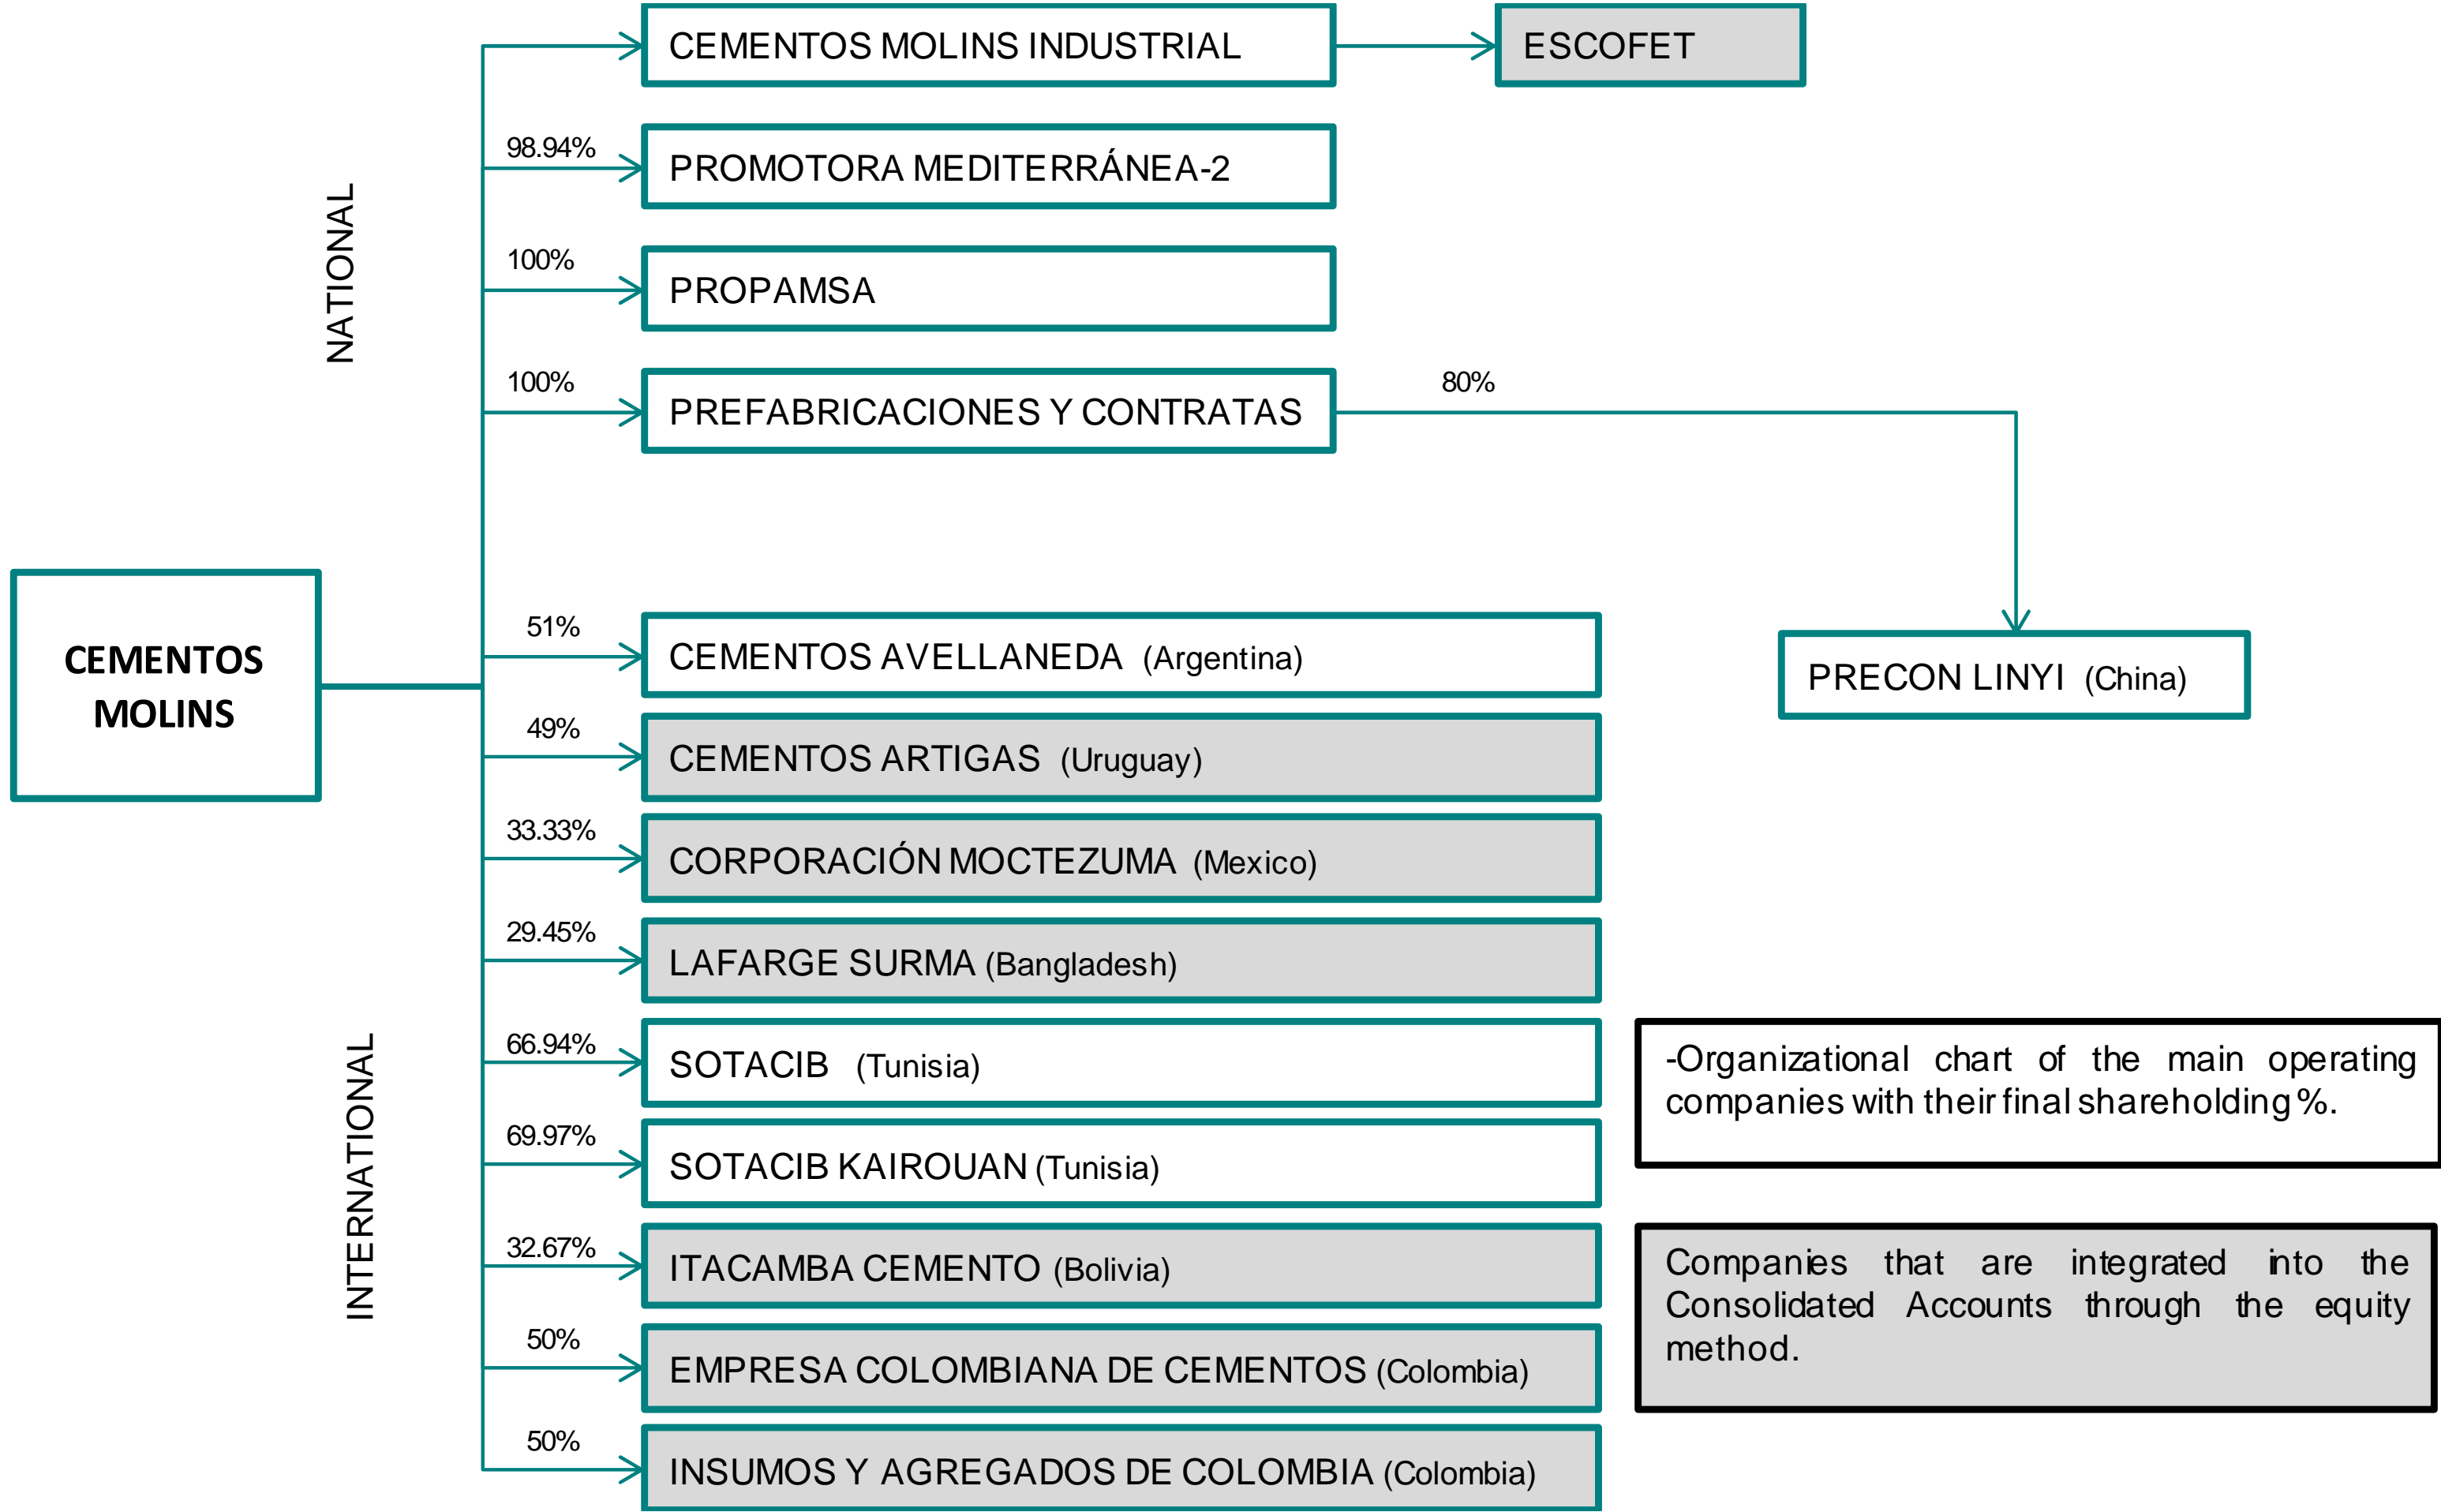 CEMENTOS MOLINS INDUSTRIAL
ESCOFET
98.94%
PROMOTORA MEDITERRÁNEA-2
NATIONAL
100%
PROPAMSA
100%
PREFABRICACIONES Y CONTRATAS
80%
CEMENTOS
MOLINS
51%
CEMENTOS AVELLANEDA (Argentina)
PRECON LINYI (China)
49%
CEMENTOS ARTIGAS (Uruguay)
33.33%
CORPORACIÓN MOCTEZUMA (Mexico)
29.45%
LAFARGE SURMA (Bangladesh)
INTERNATIONAL
66.94%
SOTACIB (Tunisia)
69.97%
SOTACIB KAIROUAN (Tunisia)
32.67%
ITACAMBA CEMENTO (Bolivia)
50%
EMPRESA COLOMBIANA DE CEMENTOS (Colombia)
50%
INSUMOS Y AGREGADOS DE COLOMBIA (Colombia)
-Organizational chart of the main operating
companies with their final shareholding %.
Companies that are integrated into the
Consolidated Accounts through the equity
method.